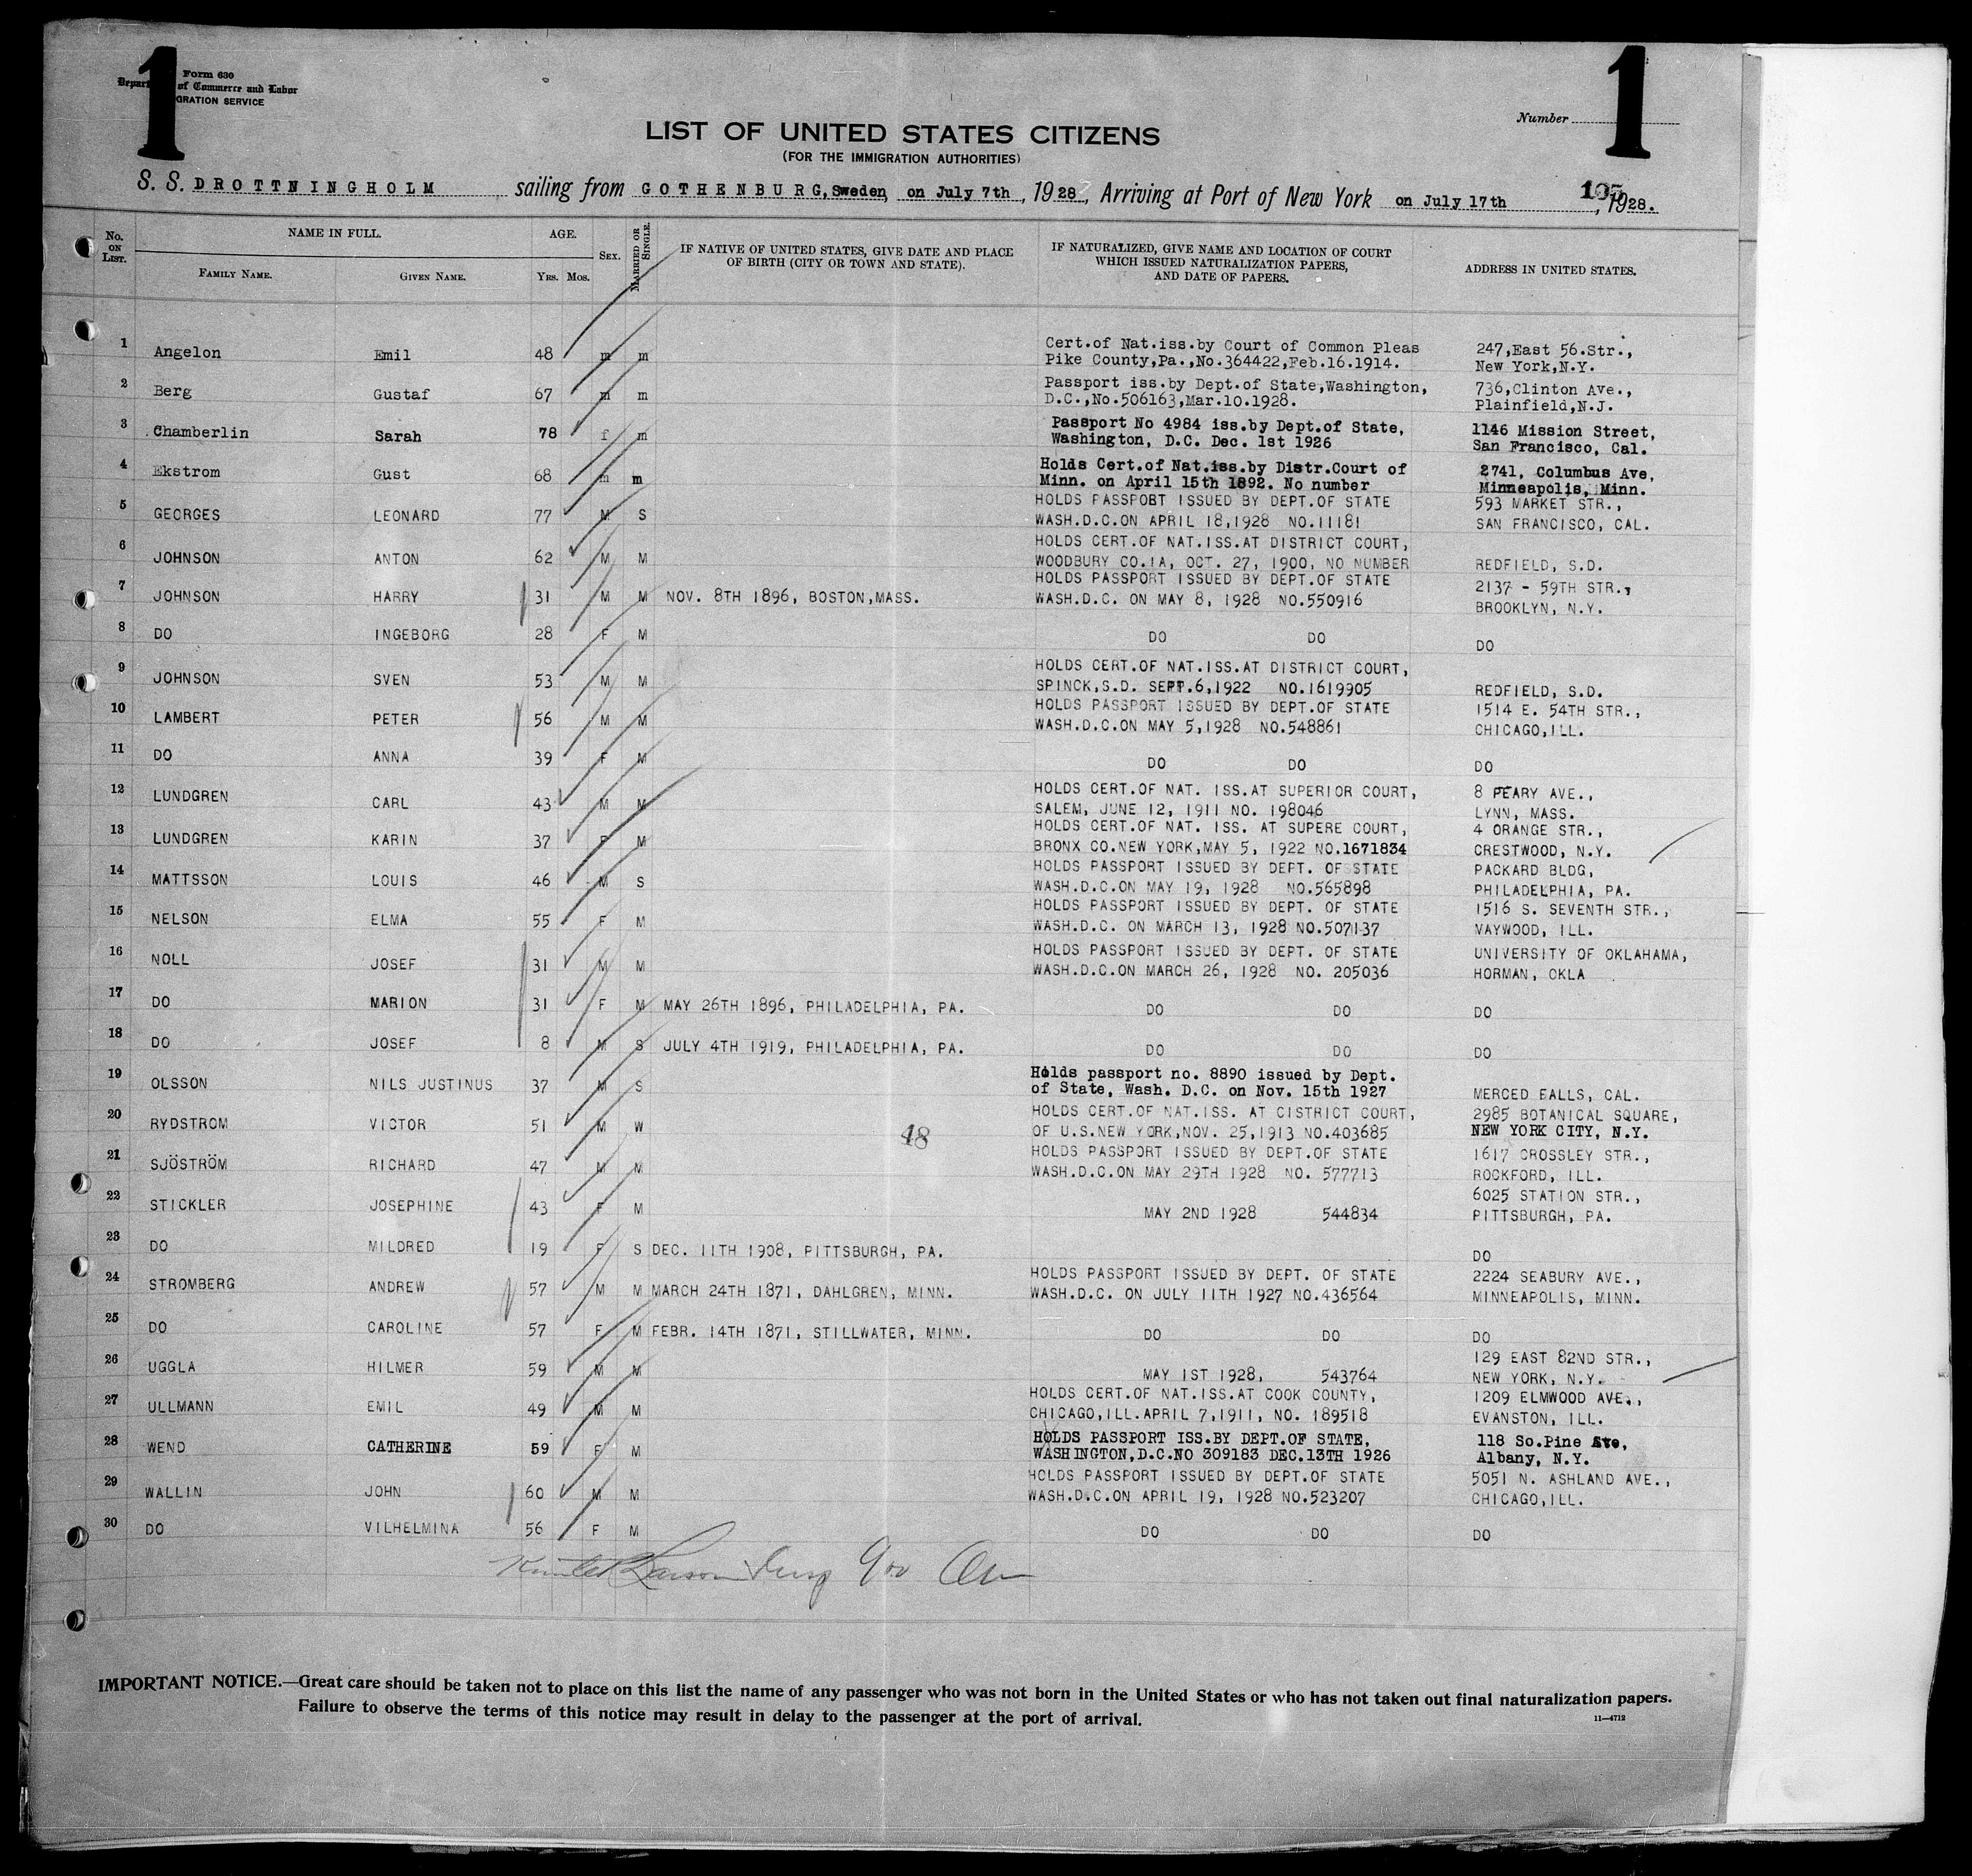 1
1
Form 630
of Commerce and Labor
GRATION SERVICE
Number
LIST OF UNITED STATES CITIZENS
(FOR THE IMMIGRATION AUTHORITIES)
S. S. DROTTNINGHOLM sailing from GOTHENBURG, Sweden, on July 7th, 1928, Arriving at Port of New York on July 17th, 1928.
No. ON LIST. NAME IN FULL. AGE. SEX. MARRIED OR SINGLE. IF NATIVE OF UNITED STATES, GIVE DATE AND PLACE OF BIRTH (CITY OR TOWN AND STATE). IF NATURALIZED, GIVE NAME AND LOCATION OF COURT WHICH ISSUED NATURALIZATION PAPERS, AND DATE OF PAPERS. ADDRESS IN UNITED STATES.
FAMILY NAME. GIVEN NAME. YRS. MOS.
1 Angelon Emil 48 m m Cert.of Nat.iss.by Court of Common Pleas 247,East 56.Str.,
Pike County,Pa.,No.364422,Feb.16.1914. New York,N.Y.
2 Berg Gustaf 67 m m Passport iss.by Dept.of State,Washington, 736,Clinton Ave.,
D.C.,No.506163,Mar.10.1928. Plainfield,N.J.
3 Chamberlin Sarah 78 f m Passport No 4984 iss.by Dept.of State, 1146 Mission Street,
Washington, D.C. Dec. 1st 1926 San Francisco, Cal.
4 Ekstrom Gust 68 m m Holds Cert.of Nat.iss.by Distr.Court of 2741, Columbus Ave,
Minn. on April 15th 1892. No number Minneapolis, Minn.
5 GEORGES LEONARD 77 M S HOLDS PASSPORT ISSUED BY DEPT.OF STATE 593 MARKET STR.,
WASH.D.C.ON APRIL 18,1928 NO.11181 SAN FRANCISCO, CAL.
6 JOHNSON ANTON 62 M M HOLDS CERT.OF NAT.ISS.AT DISTRICT COURT,
WOODBURY CO.IA, OCT. 27, 1900, NO NUMBER REDFIELD, S.D.
7 JOHNSON HARRY 31 M M NOV. 8TH 1896, BOSTON,MASS. HOLDS PASSPORT ISSUED BY DEPT.OF STATE 2137 - 59TH STR.,
WASH.D.C. ON MAY 8, 1928 NO.550916 BROOKLYN, N.Y.
8 DO INGEBORG 28 F M DO DO DO
9 JOHNSON SVEN 53 M M HOLDS CERT.OF NAT.ISS.AT DISTRICT COURT,
SPINCK,S.D. SEPT.6,1922 NO.1619905 REDFIELD, S.D.
10 LAMBERT PETER 56 M M HOLDS PASSPORT ISSUED BY DEPT.OF STATE 1514 E. 54TH STR.,
WASH.D.C.ON MAY 5,1928 NO.548861 CHICAGO,ILL.
11 DO ANNA 39 F M DO DO DO
12 LUNDGREN CARL 43 M M HOLDS CERT.OF NAT. ISS.AT SUPERIOR COURT, 8 PEARY AVE.,
SALEM, JUNE 12, 1911 NO. 198046 LYNN, MASS.
13 LUNDGREN KARIN 37 F M HOLDS CERT.OF NAT. ISS. AT SUPERE COURT, 4 ORANGE STR.,
BRONX CO.NEW YORK,MAY 5, 1922 NO.1671834 CRESTWOOD, N.Y.
14 MATTSSON LOUIS 46 M S HOLDS PASSPORT ISSUED BY DEPT. OF STATE PACKARD BLDG,
WASH.D.C.ON MAY 19, 1928 NO.565898 PHILADELPHIA, PA.
15 NELSON ELMA 55 F M HOLDS PASSPORT ISSUED BY DEPT. OF STATE 1516 S. SEVENTH STR.,
WASH.D.C. ON MARCH 13, 1928 NO.507137 MAYWOOD, ILL.
16 NOLL JOSEF 31 M M HOLDS PASSPORT ISSUED BY DEPT. OF STATE UNIVERSITY OF OKLAHOMA,
WASH.D.C.ON MARCH 26, 1928 NO. 205036 HORMAN, OKLA
17 DO MARION 31 F M MAY 26TH 1896, PHILADELPHIA, PA. DO DO DO
18 DO JOSEF 8 M S JULY 4TH 1919, PHILADELPHIA, PA. DO DO DO
19 OLSSON NILS JUSTINUS 37 M S Holds passport no. 8890 issued by Dept.
of State, Wash. D.C. on Nov. 15th 1927 MERCED FALLS, CAL.
20 RYDSTROM VICTOR 51 M W HOLDS CERT.OF NAT.ISS. AT CISTRICT COURT, 2985 BOTANICAL SQUARE,
OF U.S.NEW YORK,NOV. 25,1913 NO.403685 NEW YORK CITY, N.Y.
48
21 SJÖSTRÖM RICHARD 47 M M HOLDS PASSPORT ISSUED BY DEPT.OF STATE 1617 CROSSLEY STR.,
WASH.D.C.ON MAY 29TH 1928 NO. 577713 ROCKFORD, ILL.
22 STICKLER JOSEPHINE 43 F M 6025 STATION STR.,
MAY 2ND 1928 544834 PITTSBURGH, PA.
23 DO MILDRED 19 F S DEC. 11TH 1908, PITTSBURGH, PA. DO
24 STROMBERG ANDREW 57 M M MARCH 24TH 1871, DAHLGREN, MINN. HOLDS PASSPORT ISSUED BY DEPT. OF STATE 2224 SEABURY AVE.,
WASH.D.C. ON JULY 11TH 1927 NO.436564 MINNEAPOLIS, MINN.
25 DO CAROLINE 57 F M FEBR. 14TH 1871, STILLWATER, MINN. DO DO DO
26 UGGLA HILMER 59 M M 129 EAST 82ND STR.,
MAY 1ST 1928, 543764 NEW YORK, N.Y.
27 ULLMANN EMIL 49 M M HOLDS CERT.OF NAT.ISS.AT COOK COUNTY, 1209 ELMWOOD AVE.,
CHICAGO,ILL.APRIL 7,1911, NO. 189518 EVANSTON, ILL.
28 WEND CATHERINE 59 F M HOLDS PASSPORT ISS.BY DEPT.OF STATE, 118 So.Pine Ave,
WASHINGTON,D.C.NO 309183 DEC.13TH 1926 Albany, N.Y.
29 WALLIN JOHN 60 M M HOLDS PASSPORT ISSUED BY DEPT.OF STATE 5051 N. ASHLAND AVE.,
WASH.D.C.ON APRIL 19, 1928 NO.523207 CHICAGO,ILL.
30 DO VILHELMINA 56 F M DO DO DO
IMPORTANT NOTICE.—Great care should be taken not to place on this list the name of any passenger who was not born in the United States or who has not taken out final naturalization papers.
Failure to observe the terms of this notice may result in delay to the passenger at the port of arrival.
11—4712